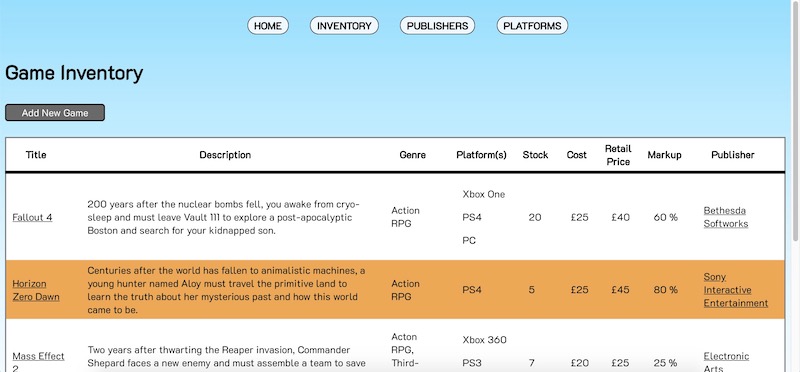 HOME INVENTORY PUBLISHERS PLATFORMS
Game Inventory
Add New Game
Title Description Genre Platform(s) Stock Cost Retail Price Markup Publisher
Fallout 4
200 years after the nuclear bombs fell, you awake from cryo-
sleep and must leave Vault 111 to explore a post-apocalyptic
Boston and search for your kidnapped son.
Action
RPG
Xbox One
PS4
PC
20
£25
£40
60 %
Bethesda
Softworks
Horizon
Zero Dawn
Centuries after the world has fallen to animalistic machines, a
young hunter named Aloy must travel the primitive land to
learn the truth about her mysterious past and how this world
came to be.
Action
RPG
PS4
5
£25
£45
80 %
Sony
Interactive
Entertainment
Mass Effect
2
Two years after thwarting the Reaper invasion, Commander
Shepard faces a new enemy and must assemble a team to save
Acton
RPG,
Third-
Xbox 360
PS3
7
£20
£25
25 %
Electronic
Arts